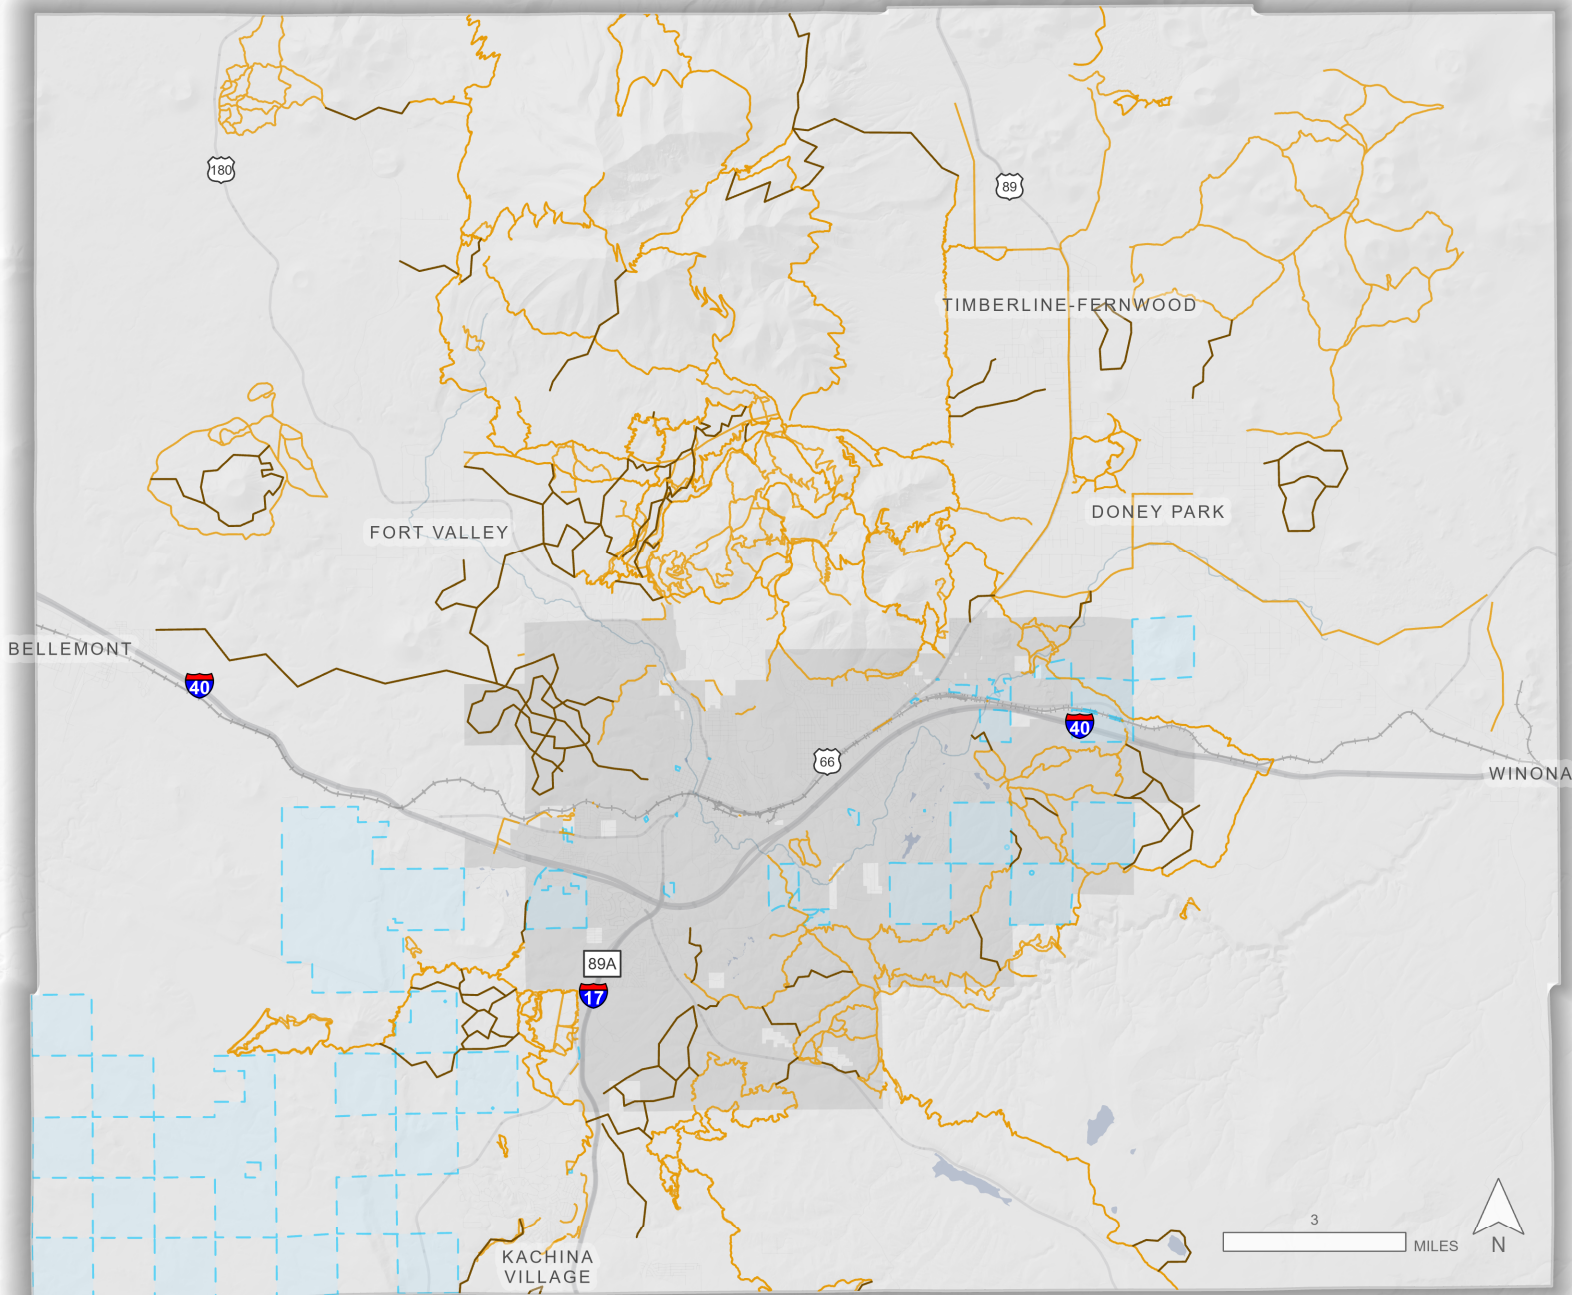 180
89
TIMBERLINE-FERNWOOD
DONEY PARK
FORT VALLEY
BELLEMONT
40
40
66
WINONA
89A
17
3
MILES
N
KACHINA
VILLAGE